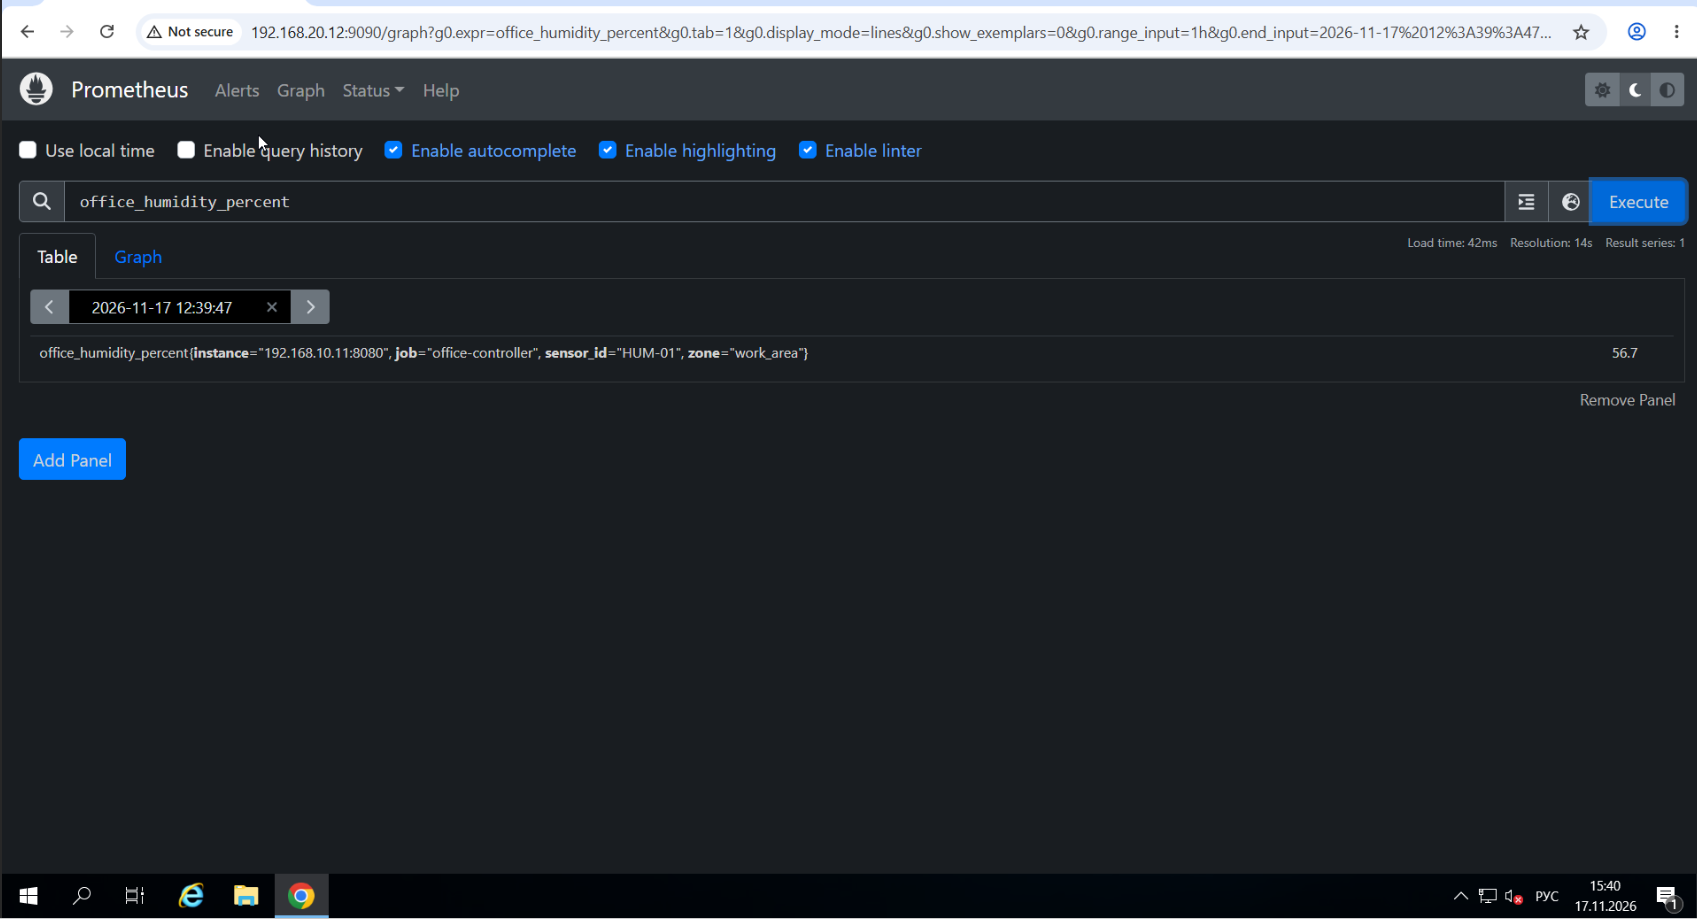 Not secure 192.168.20.12:9090/graph?g0.expr=office_humidity_percent&g0.tab=1&g0.display_mode=lines&g0.show_exemplars=0&g0.range_input=1h&g0.end_input=2026-11-17%2012%3A39%3A47...
Prometheus Alerts Graph Status Help
Use local time Enable query history Enable autocomplete Enable highlighting Enable linter
office_humidity_percent Execute
Load time: 42ms Resolution: 14s Result series: 1
Table Graph
2026-11-17 12:39:47
office_humidity_percent{instance="192.168.10.11:8080", job="office-controller", sensor_id="HUM-01", zone="work_area"} 56.7
Remove Panel
Add Panel
РУС 15:40
17.11.2026 1